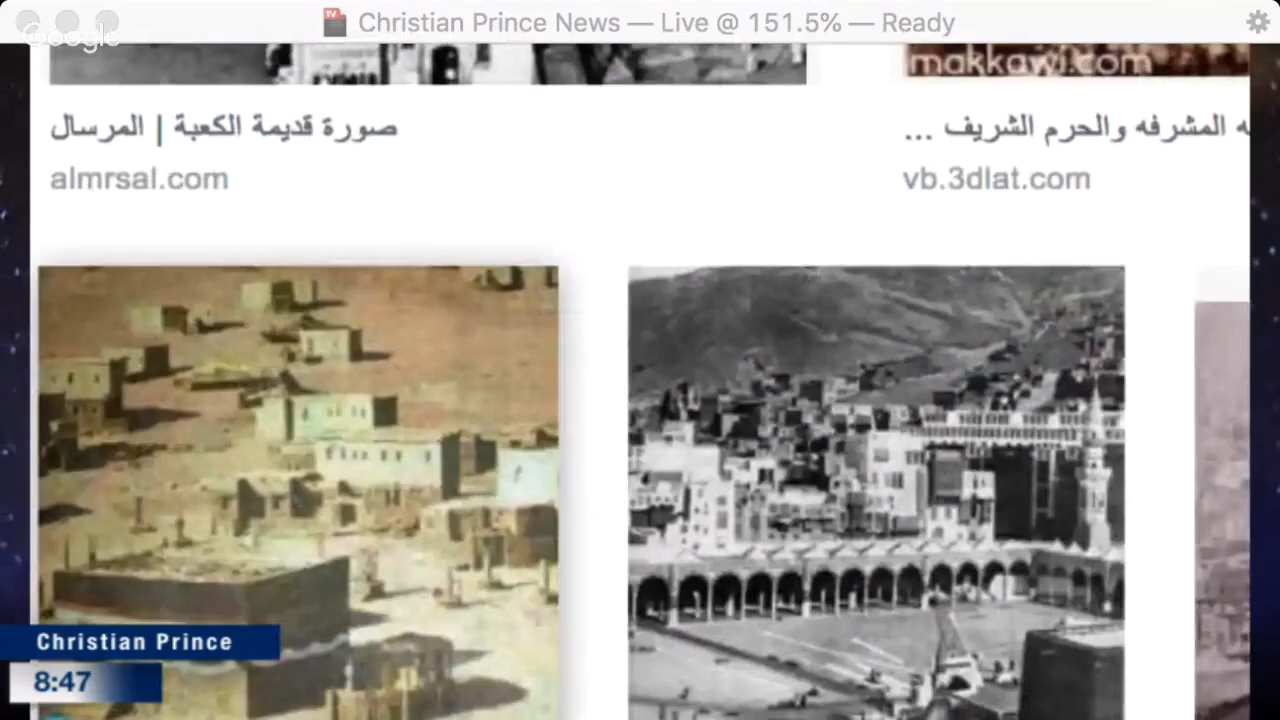 Christian Prince News — Live @ 151.5% — Ready
Google
makkawi.com
صورة قديمة الكعبة | المرسال
almrsal.com
ه المشرفه والحرم الشريف ...
vb.3dlat.com
Christian Prince
8:47